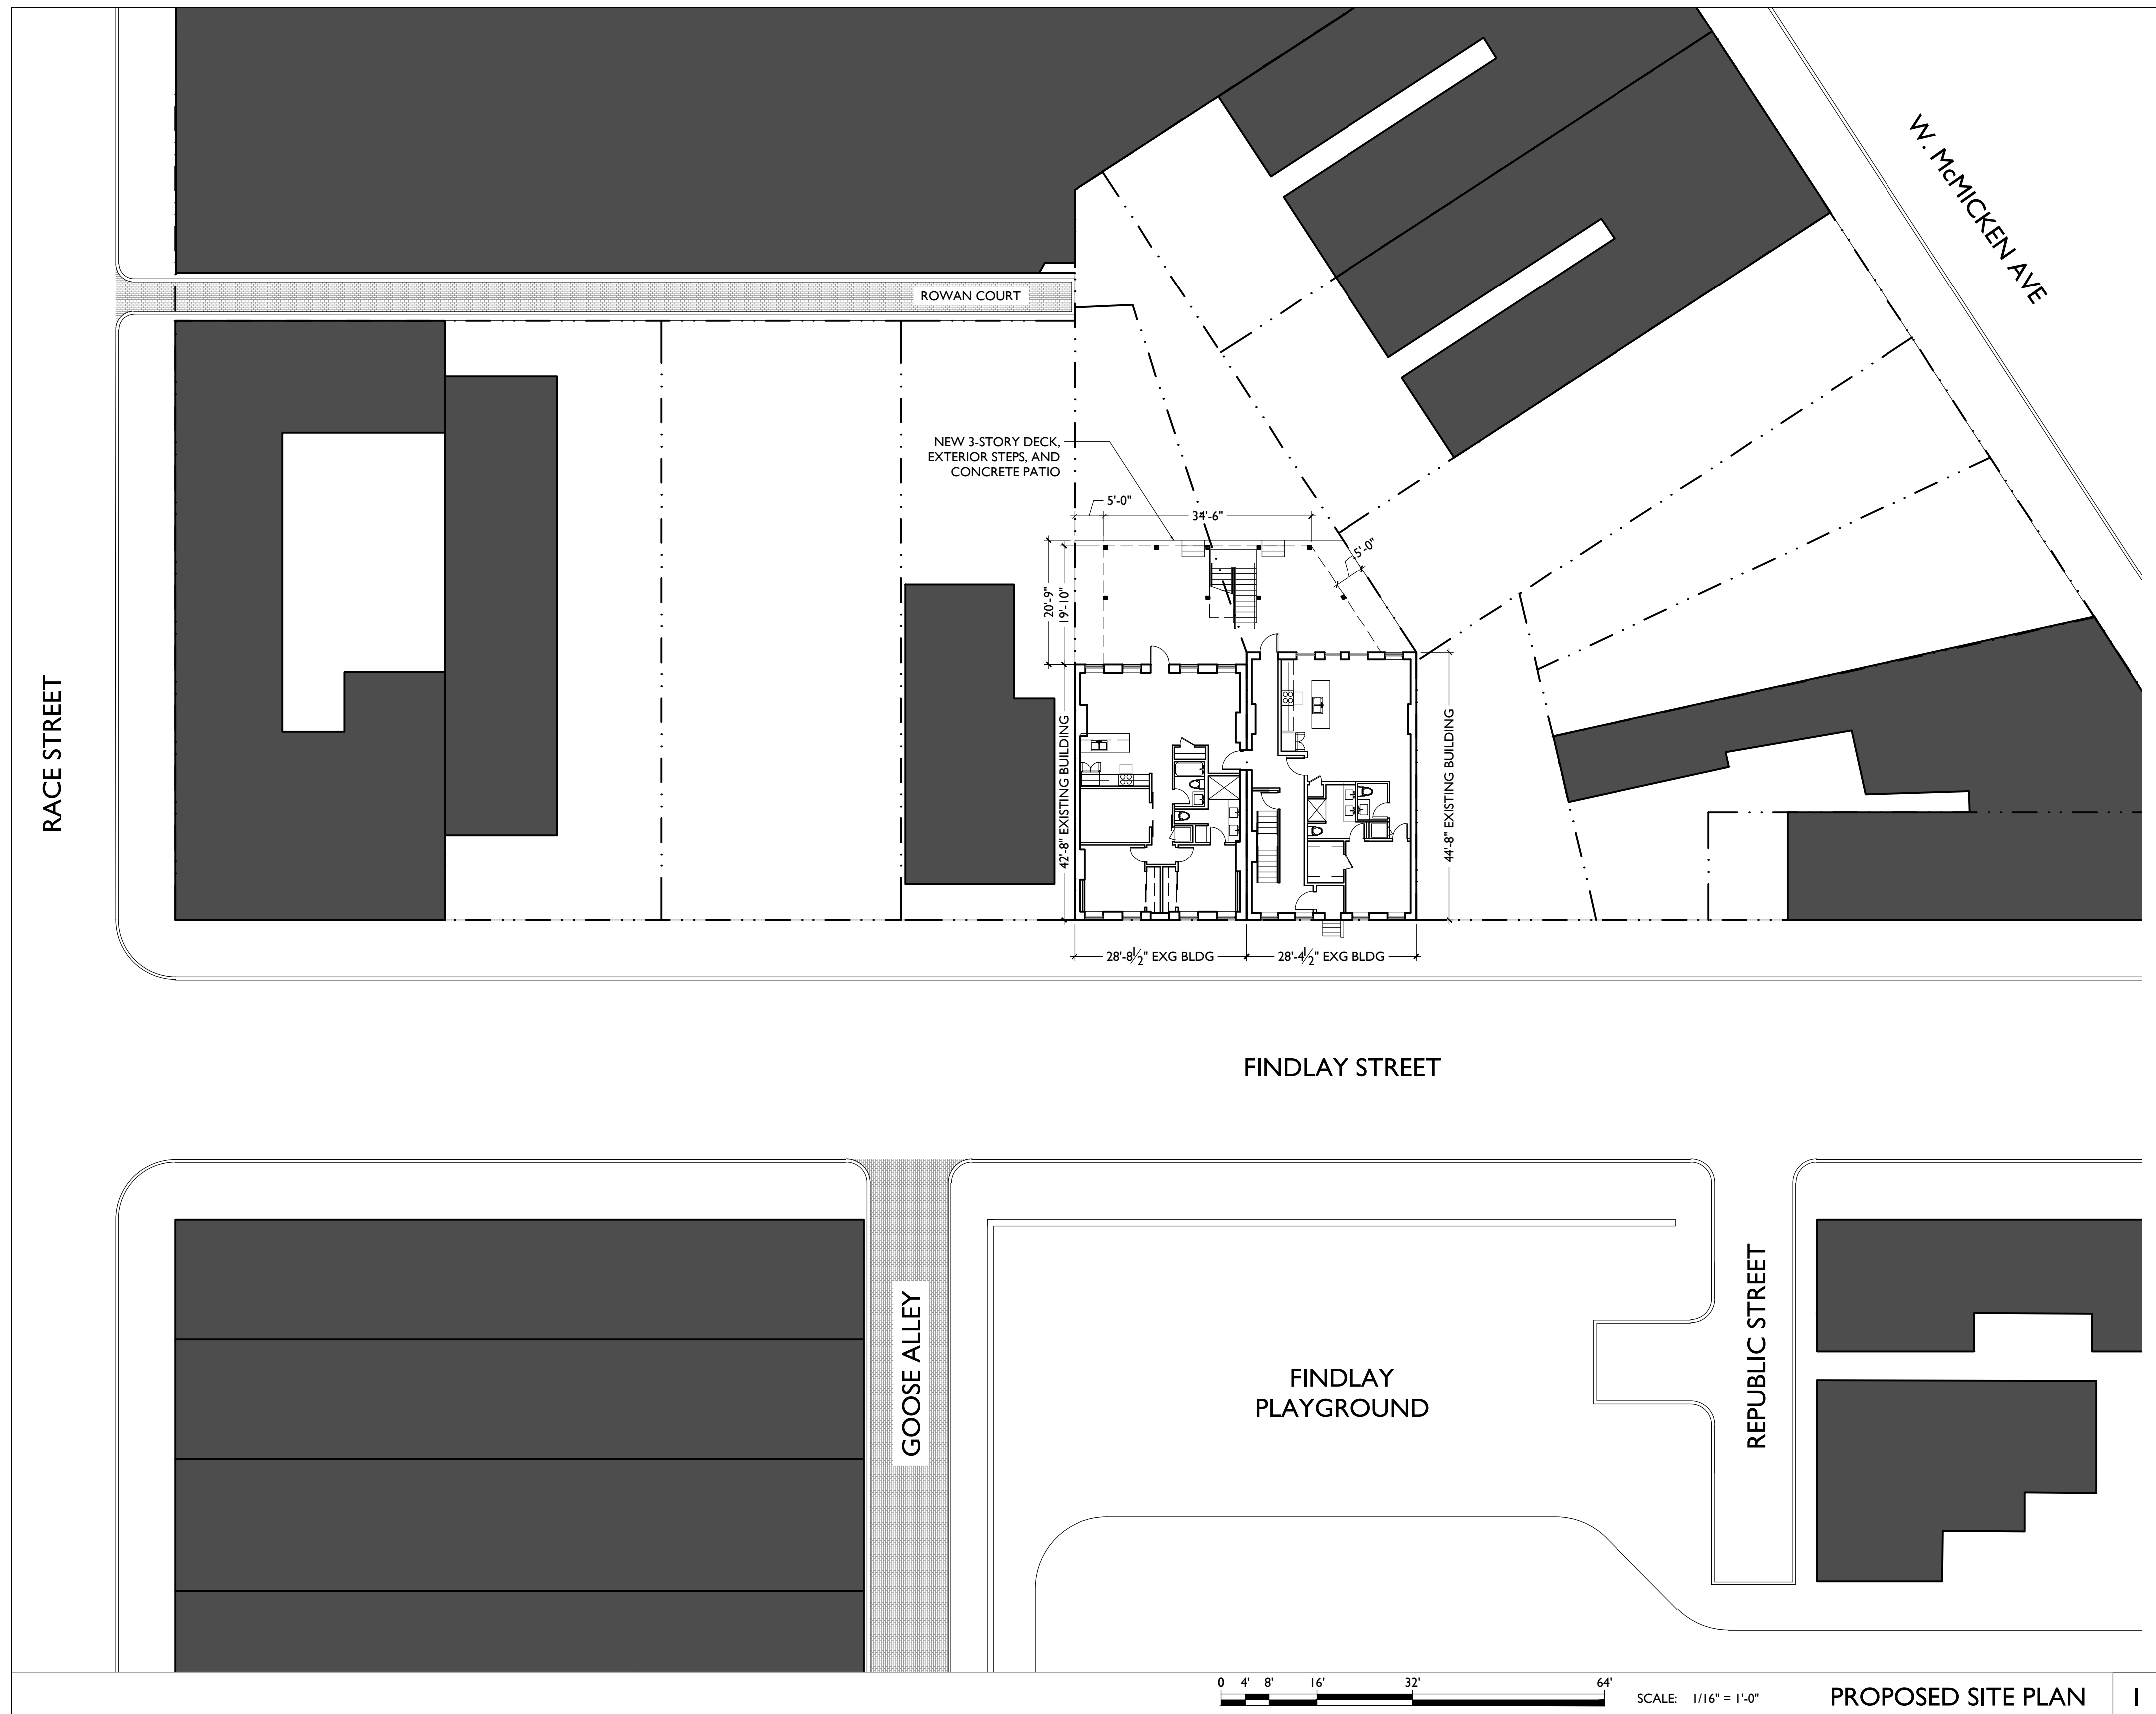 W. McMICKEN AVE
ROWAN COURT
NEW 3-STORY DECK,
EXTERIOR STEPS, AND
CONCRETE PATIO
5'-0"
34'-6"
5'-0"
20'-9"
19'-10"
RACE STREET
42'-8" EXISTING BUILDING
44'-8" EXISTING BUILDING
28'-8½" EXG BLDG
28'-4½" EXG BLDG
FINDLAY STREET
GOOSE ALLEY
FINDLAY
PLAYGROUND
REPUBLIC STREET
0 4' 8' 16' 32' 64'
SCALE: 1/16" = 1'-0"
PROPOSED SITE PLAN
1